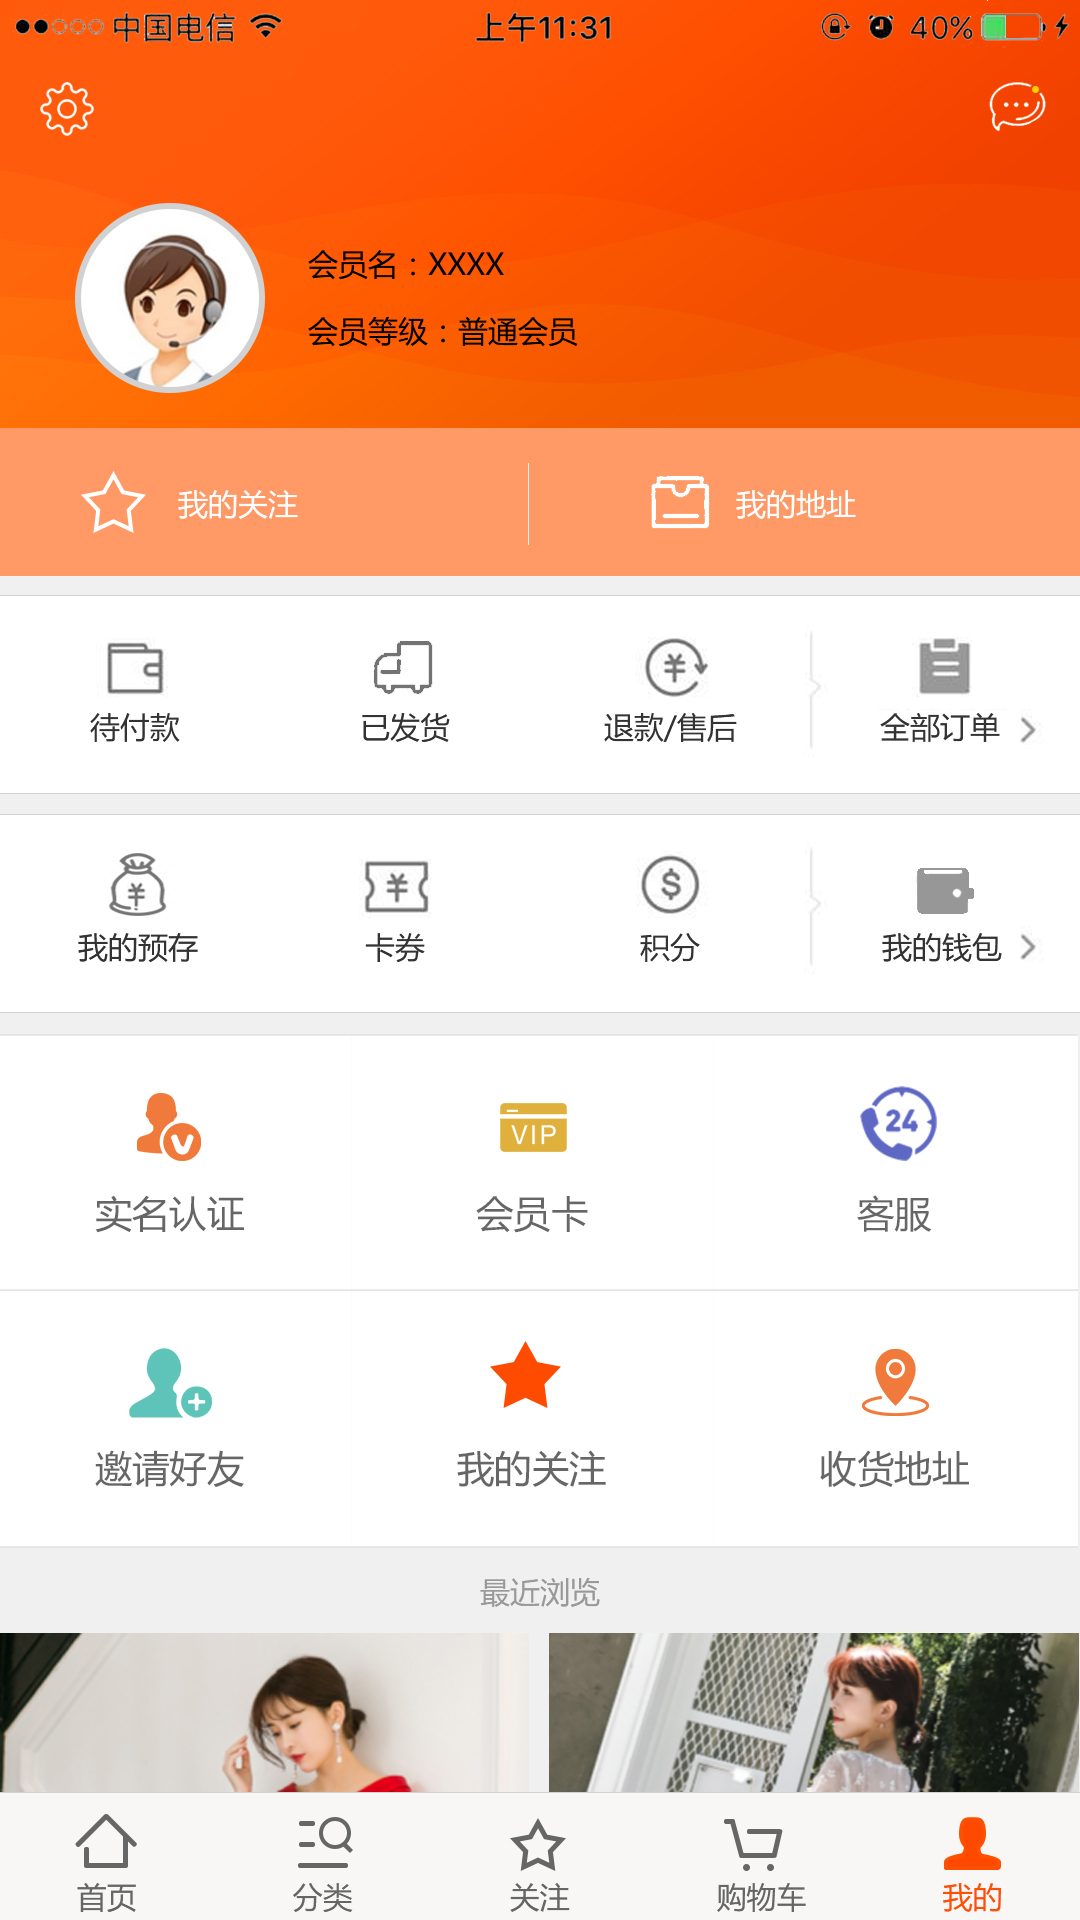 中国电信 上午11:31 40%
会员名：XXXX
会员等级：普通会员
我的关注 我的地址
待付款 已发货 退款/售后 全部订单
我的预存 卡券 积分 我的钱包
VIP 24
实名认证 会员卡 客服
邀请好友 我的关注 收货地址
最近浏览
首页 分类 关注 购物车 我的